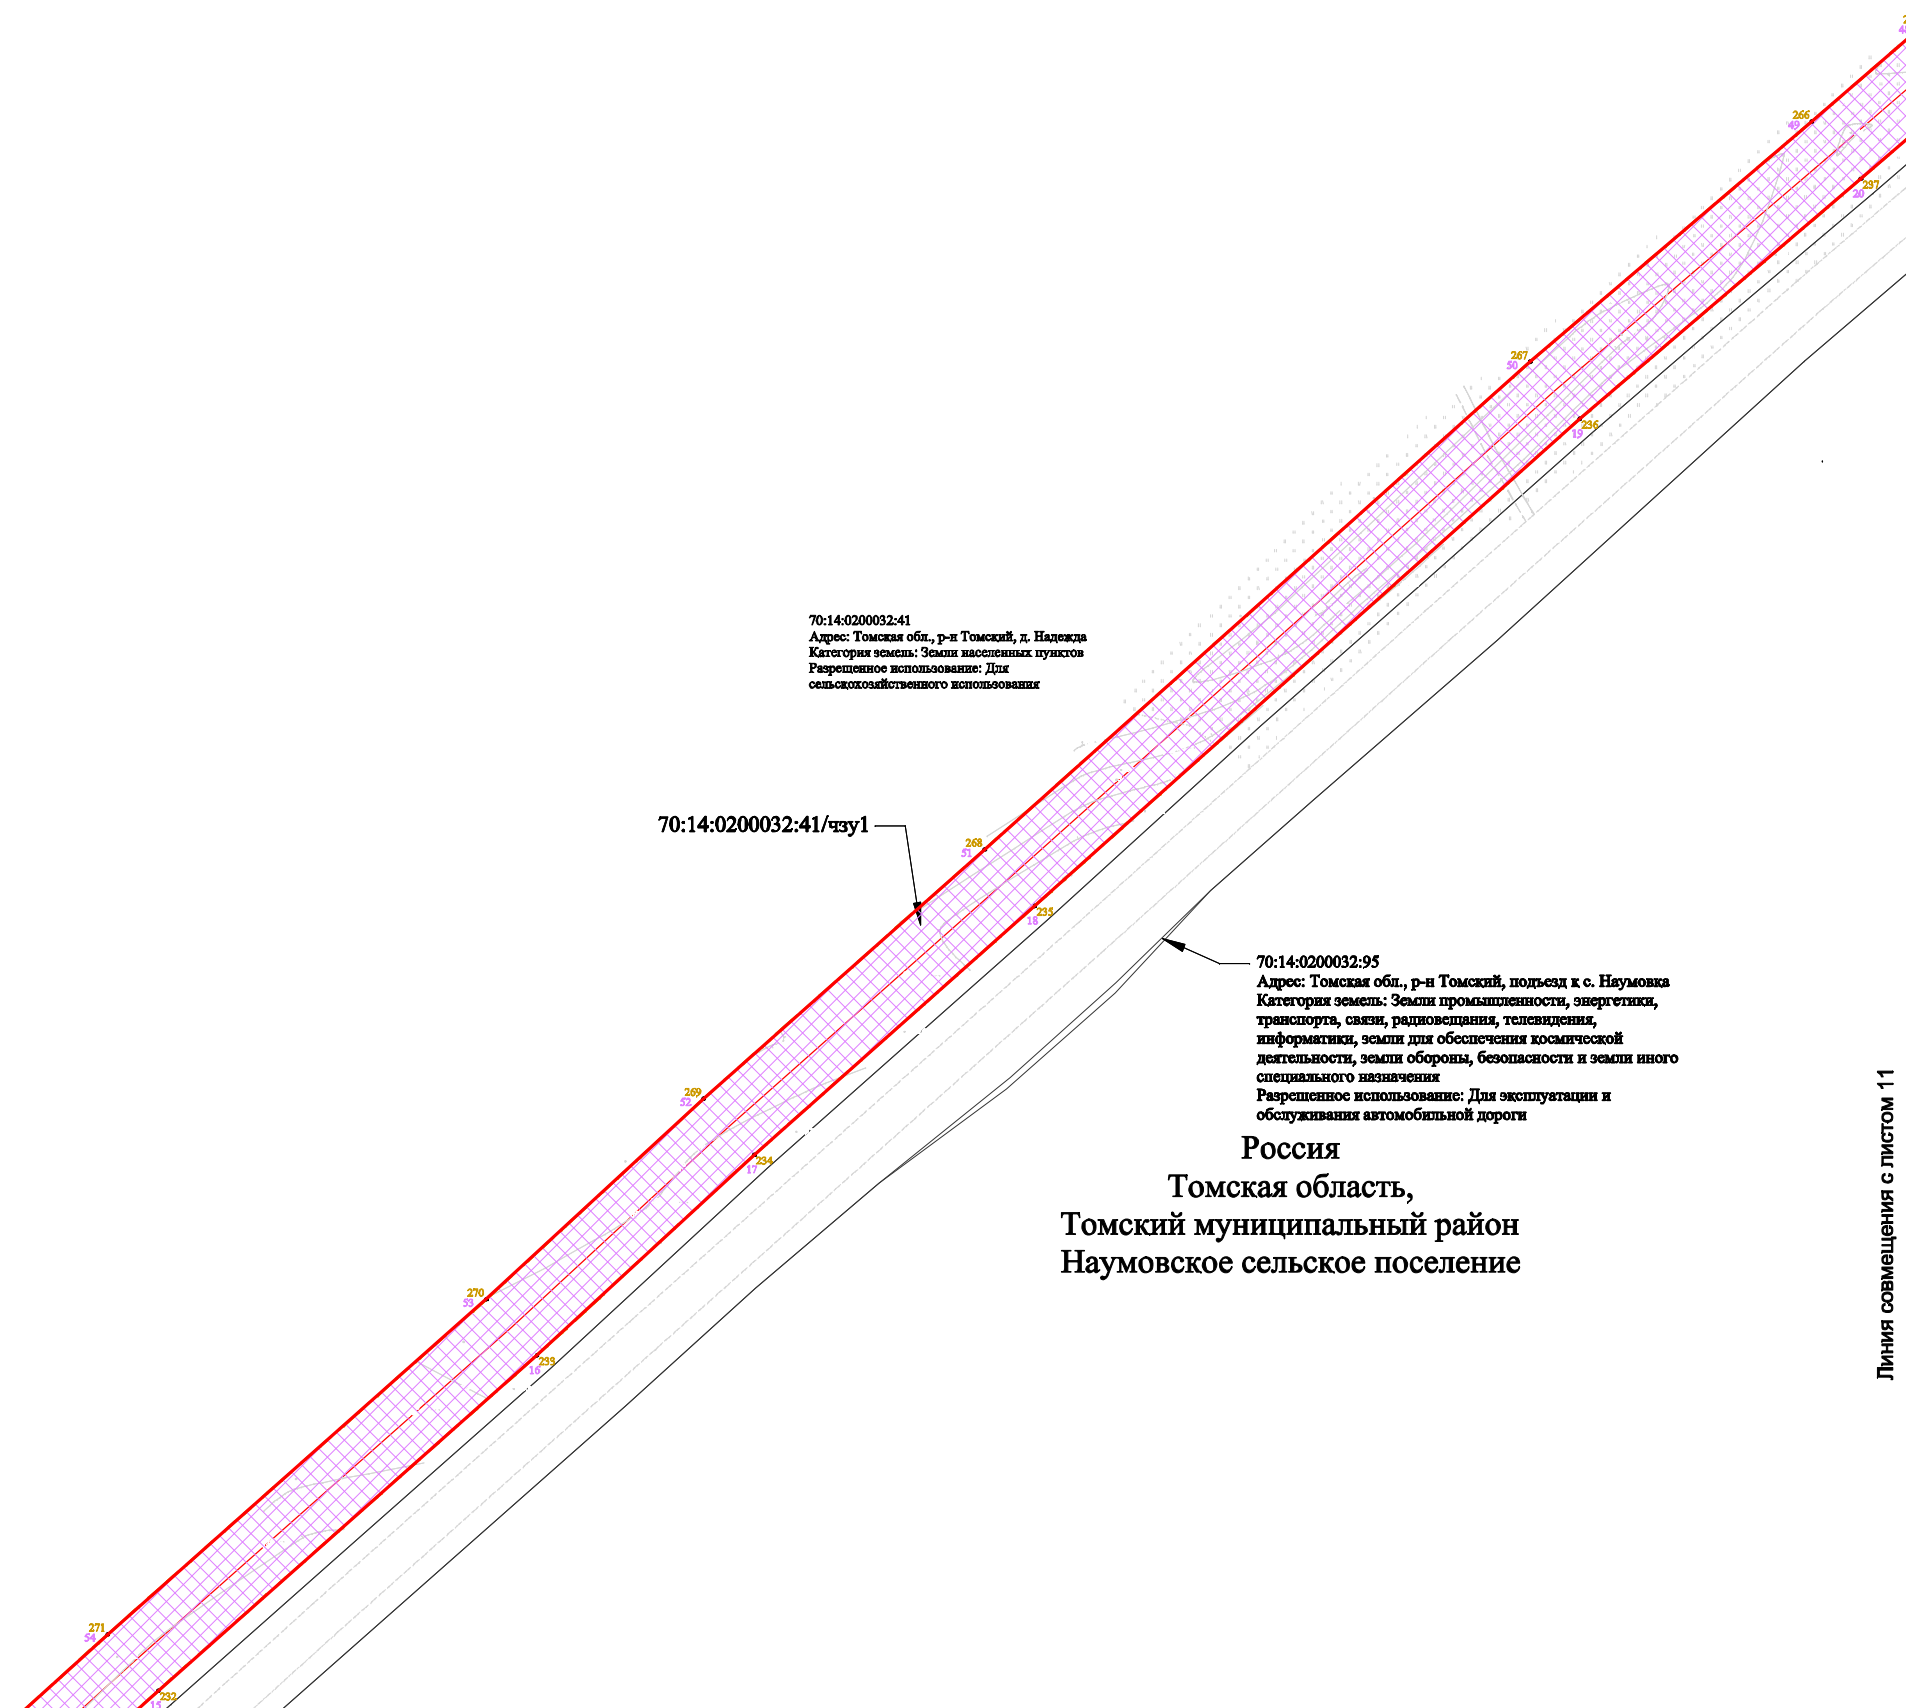 266
49
297
20
267
50
236
19
70:14:0200032:41
Адрес: Томская обл., р-н Томский, д. Надежда
Категория земель: Земли населенных пунктов
Разрешенное использование: Для
сельскохозяйственного использования
70:14:0200032:41/чзу1
268
51
235
18
70:14:0200032:95
Адрес: Томская обл., р-н Томский, подъезд к с. Наумовка
Категория земель: Земли промышленности, энергетики,
транспорта, связи, радиовещания, телевидения,
информатики, земли для обеспечения космической
деятельности, земли обороны, безопасности и земли иного
специального назначения
Разрешенное использование: Для эксплуатации и
обслуживания автомобильной дороги
269
52
234
17
Россия
Томская область,
Томский муниципальный район
Наумовское сельское поселение
Линия совмещения с листом 11
270
53
233
16
271
54
232
15